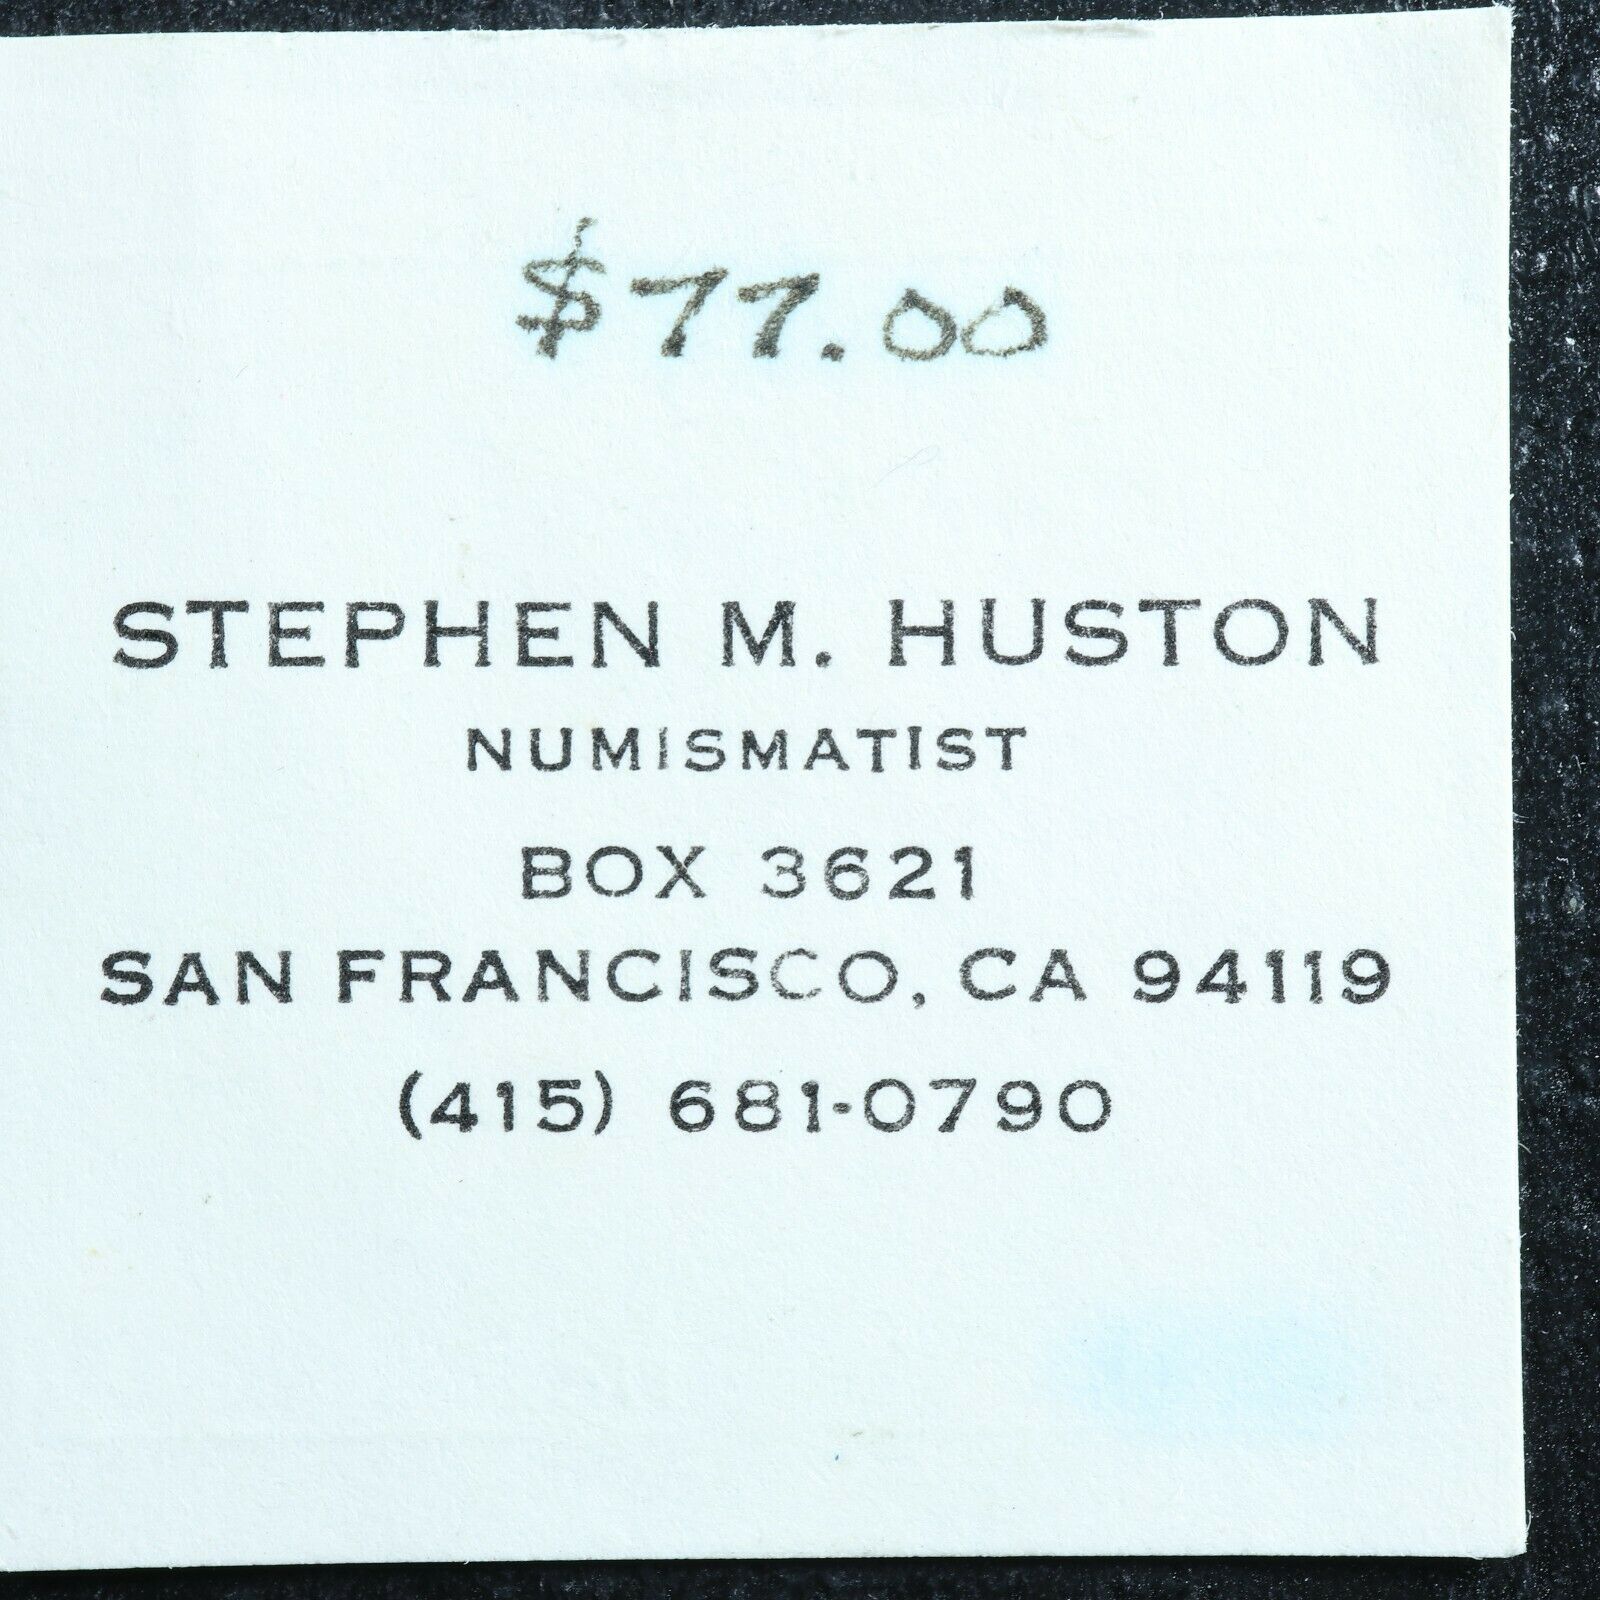 $77.00
STEPHEN M. HUSTON
NUMISMATIST
BOX 3621
SAN FRANCISCO, CA 94119
(415) 681-0790